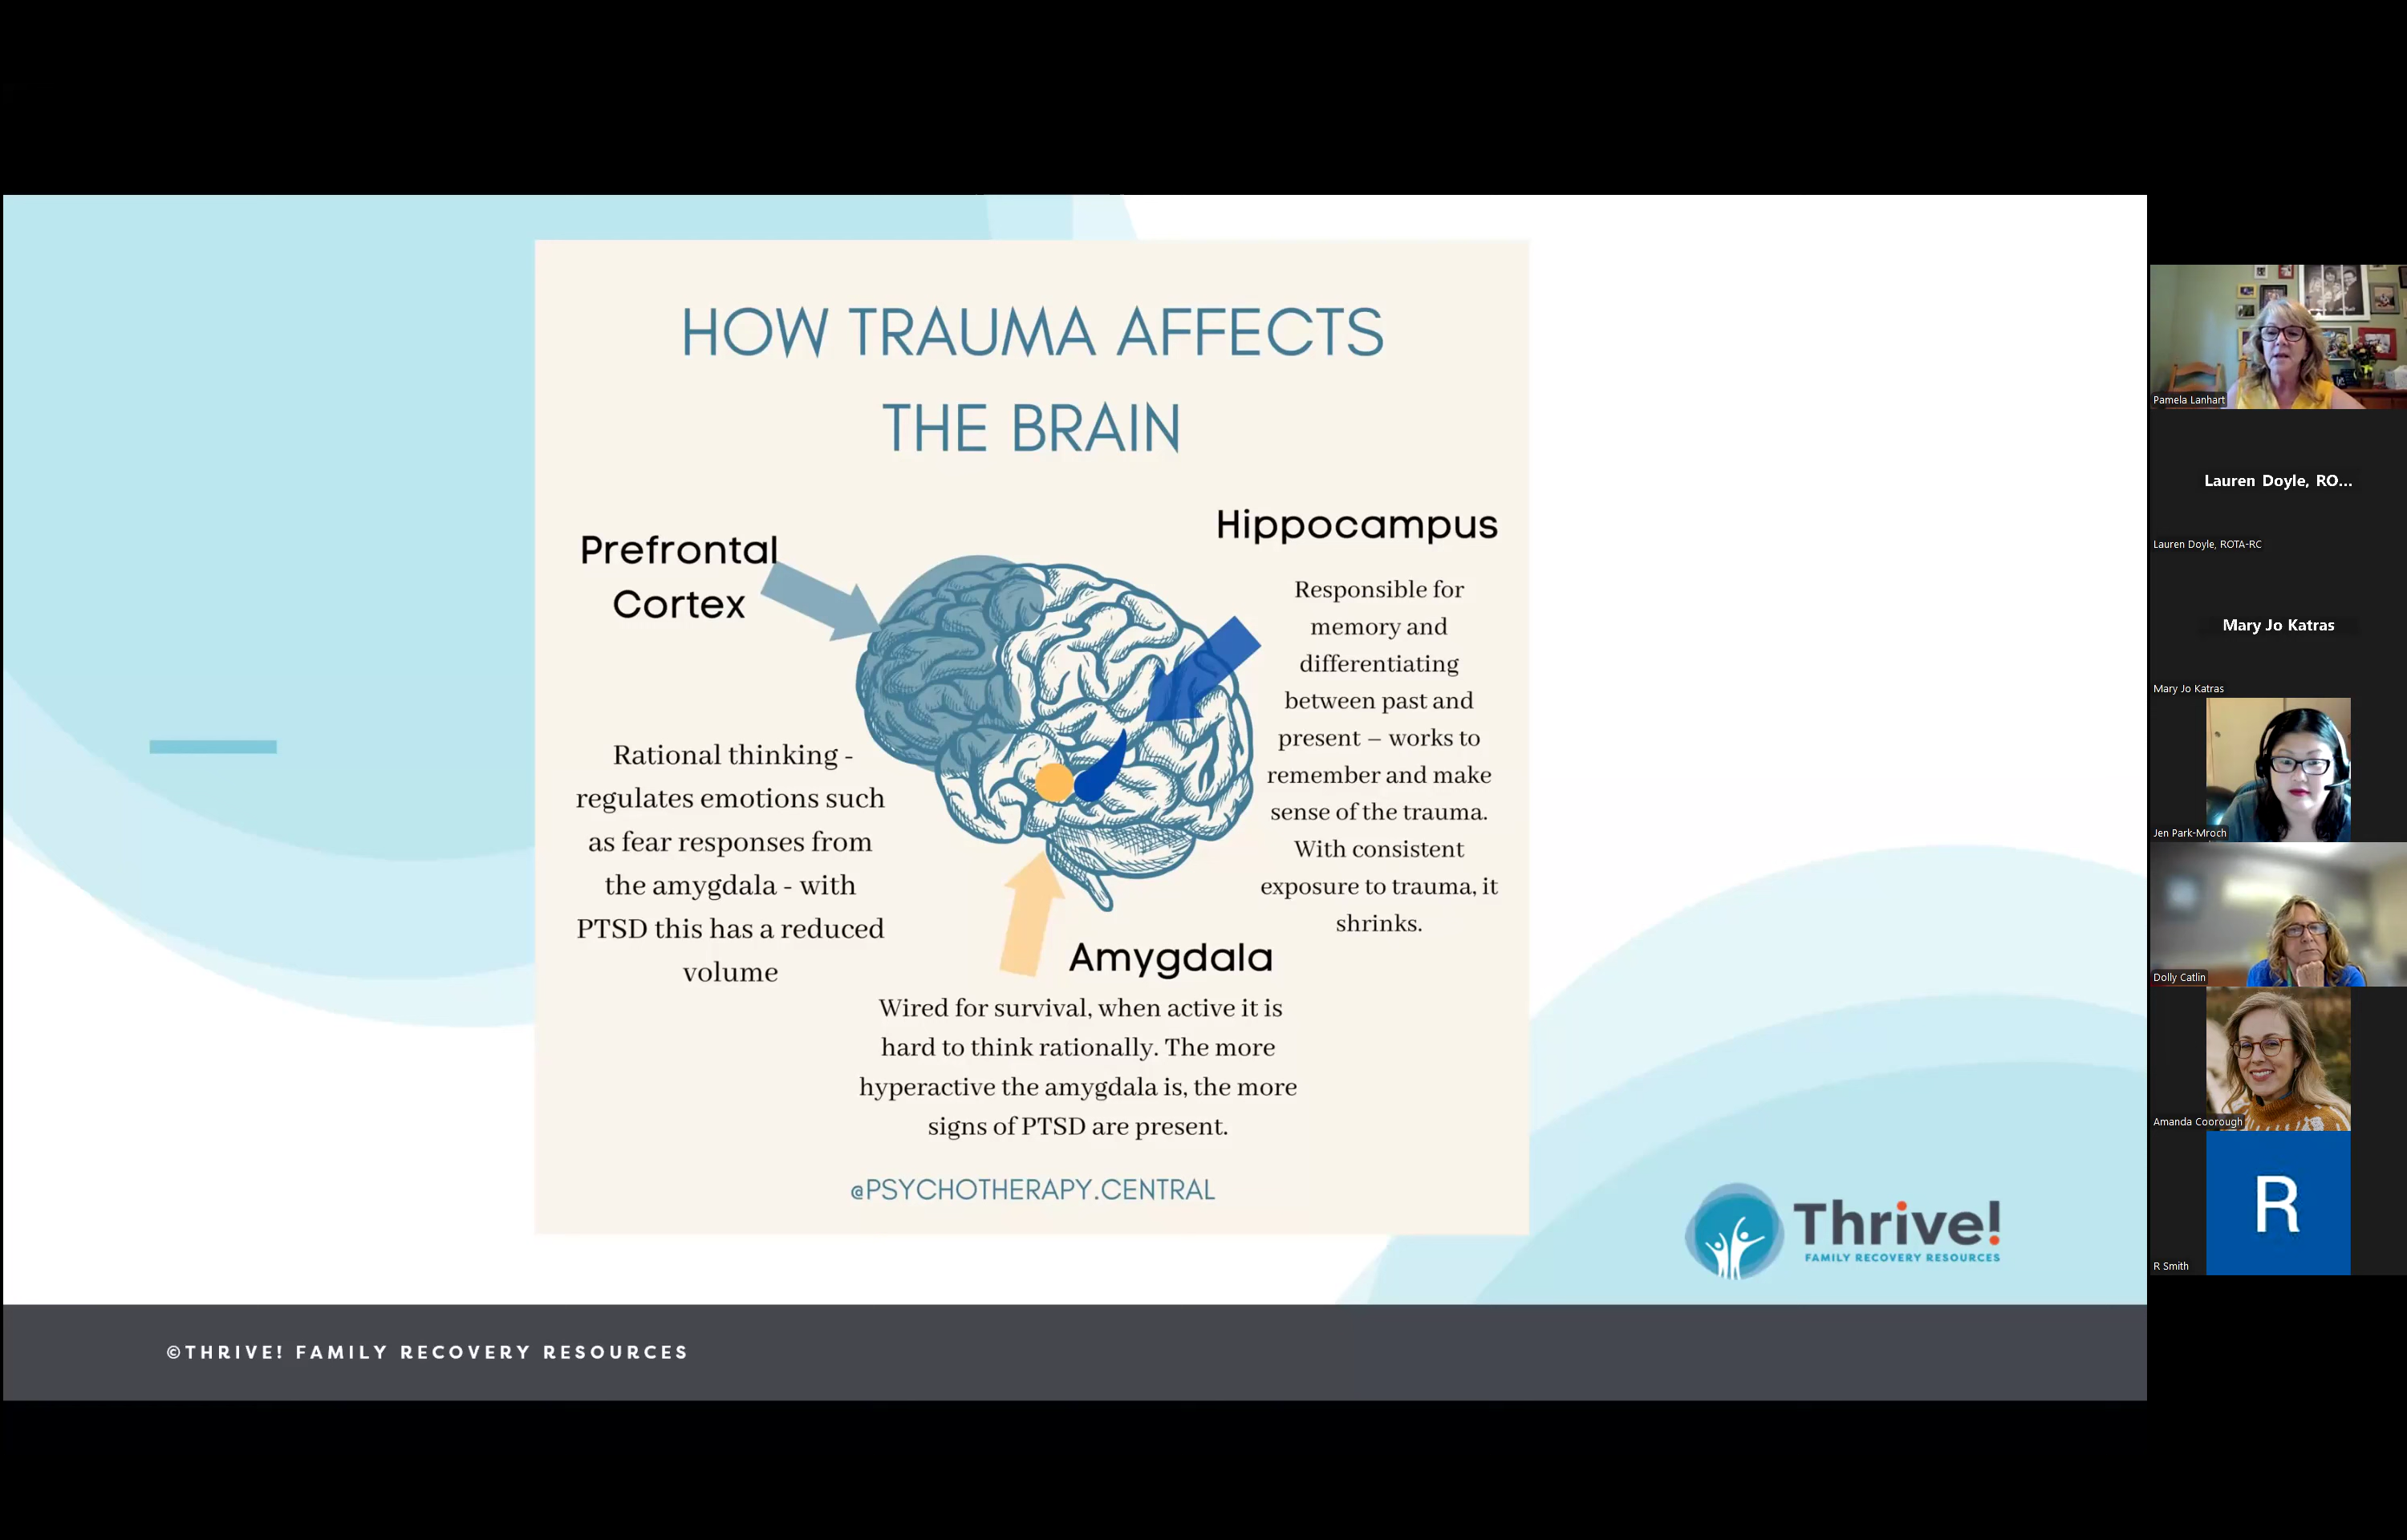 HOW TRAUMA AFFECTS
THE BRAIN
Prefrontal
Cortex
Rational thinking -
regulates emotions such
as fear responses from
the amygdala - with
PTSD this has a reduced
volume
Hippocampus
Responsible for
memory and
differentiating
between past and
present – works to
remember and make
sense of the trauma.
With consistent
exposure to trauma, it
shrinks.
Amygdala
Wired for survival, when active it is
hard to think rationally. The more
hyperactive the amygdala is, the more
signs of PTSD are present.
@PSYCHOTHERAPY.CENTRAL
Thrive!
FAMILY RECOVERY RESOURCES
©THRIVE! FAMILY RECOVERY RESOURCES
Pamela Lanhart
Lauren Doyle, RO...
Lauren Doyle, ROTA-RC
Mary Jo Katras
Mary Jo Katras
Jen Park-Mroch
Dolly Catlin
Amanda Coorough
R
R Smith